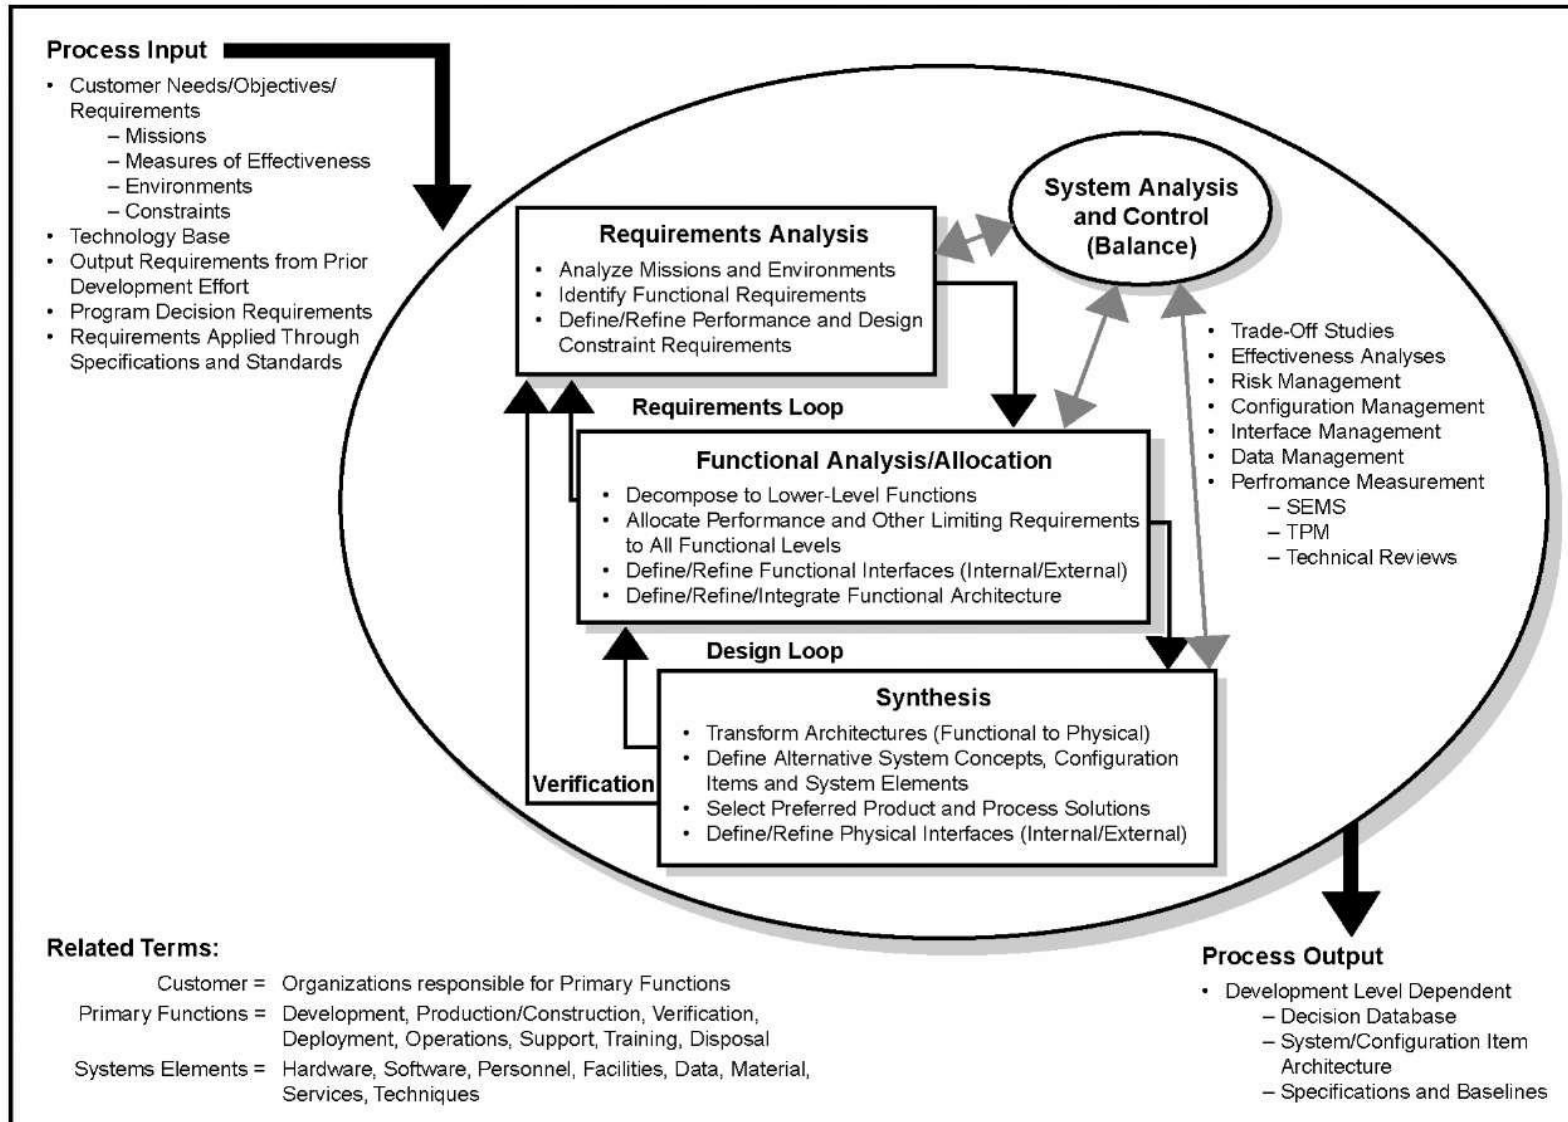 Process Input
• Customer Needs/Objectives/
Requirements
– Missions
– Measures of Effectiveness
– Environments
– Constraints
• Technology Base
• Output Requirements from Prior
Development Effort
• Program Decision Requirements
• Requirements Applied Through
Specifications and Standards
System Analysis
and Control
(Balance)
Requirements Analysis
• Analyze Missions and Environments
• Identify Functional Requirements
• Define/Refine Performance and Design
Constraint Requirements
• Trade-Off Studies
• Effectiveness Analyses
• Risk Management
• Configuration Management
• Interface Management
• Data Management
• Perfromance Measurement
– SEMS
– TPM
– Technical Reviews
Requirements Loop
Functional Analysis/Allocation
• Decompose to Lower-Level Functions
• Allocate Performance and Other Limiting Requirements
to All Functional Levels
• Define/Refine Functional Interfaces (Internal/External)
• Define/Refine/Integrate Functional Architecture
Design Loop
Synthesis
• Transform Architectures (Functional to Physical)
• Define Alternative System Concepts, Configuration
Items and System Elements
• Select Preferred Product and Process Solutions
• Define/Refine Physical Interfaces (Internal/External)
Verification
Related Terms:
Customer = Organizations responsible for Primary Functions
Primary Functions = Development, Production/Construction, Verification,
Deployment, Operations, Support, Training, Disposal
Systems Elements = Hardware, Software, Personnel, Facilities, Data, Material,
Services, Techniques
Process Output
• Development Level Dependent
– Decision Database
– System/Configuration Item
Architecture
– Specifications and Baselines